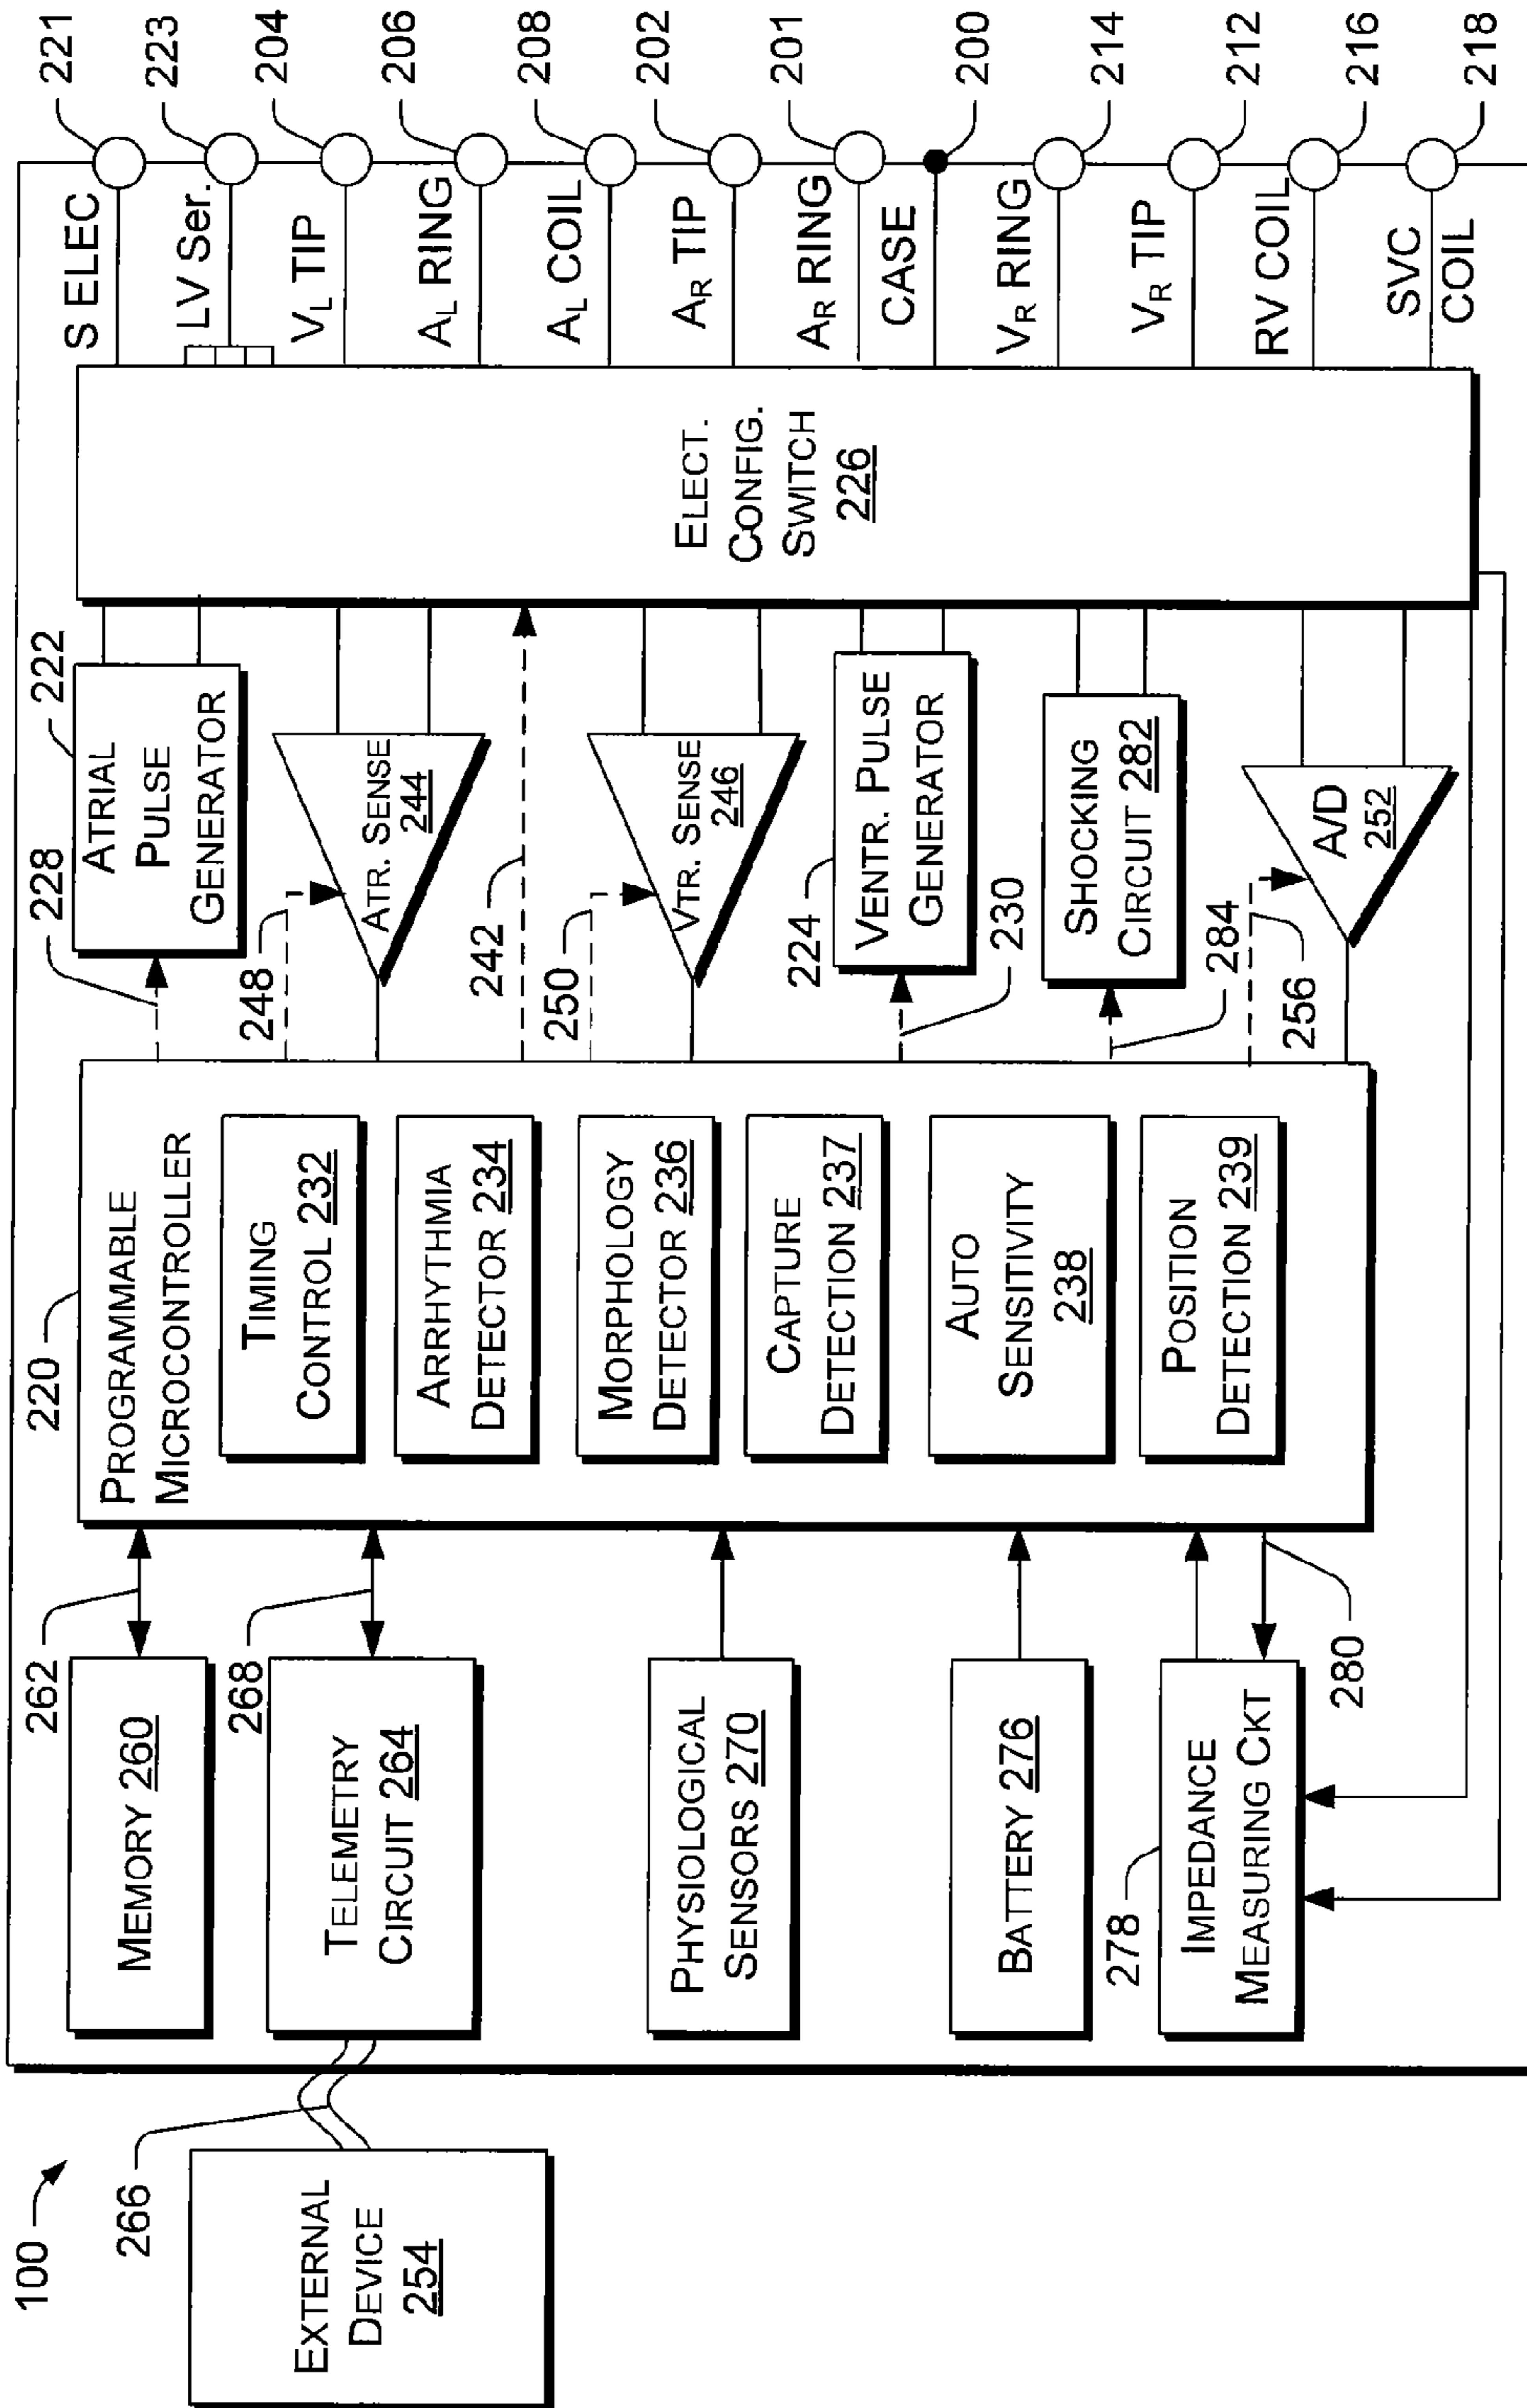 100
EXTERNAL
DEVICE
254
266
MEMORY 260
262
TELEMETRY
CIRCUIT 264
268
PHYSIOLOGICAL
SENSORS 270
BATTERY 276
278
IMPEDANCE
MEASURING CKT
280
220
PROGRAMMABLE
MICROCONTROLLER
TIMING
CONTROL 232
ARRHYTHMIA
DETECTOR 234
MORPHOLOGY
DETECTOR 236
CAPTURE
DETECTION 237
AUTO
SENSITIVITY
238
POSITION
DETECTION 239
228
222
ATRIAL
PULSE
GENERATOR
248
ATR. SENSE
244
242
250
VTR. SENSE
246
224
VENTR. PULSE
GENERATOR
230
SHOCKING
CIRCUIT 282
284
256
A/D
252
ELECT.
CONFIG.
SWITCH
226
S ELEC
221
LV Ser.
223
VL TIP
204
AL RING
206
AL COIL
208
AR TIP
202
AR RING
201
CASE
200
VR RING
214
VR TIP
212
RV COIL
216
SVC
COIL
218